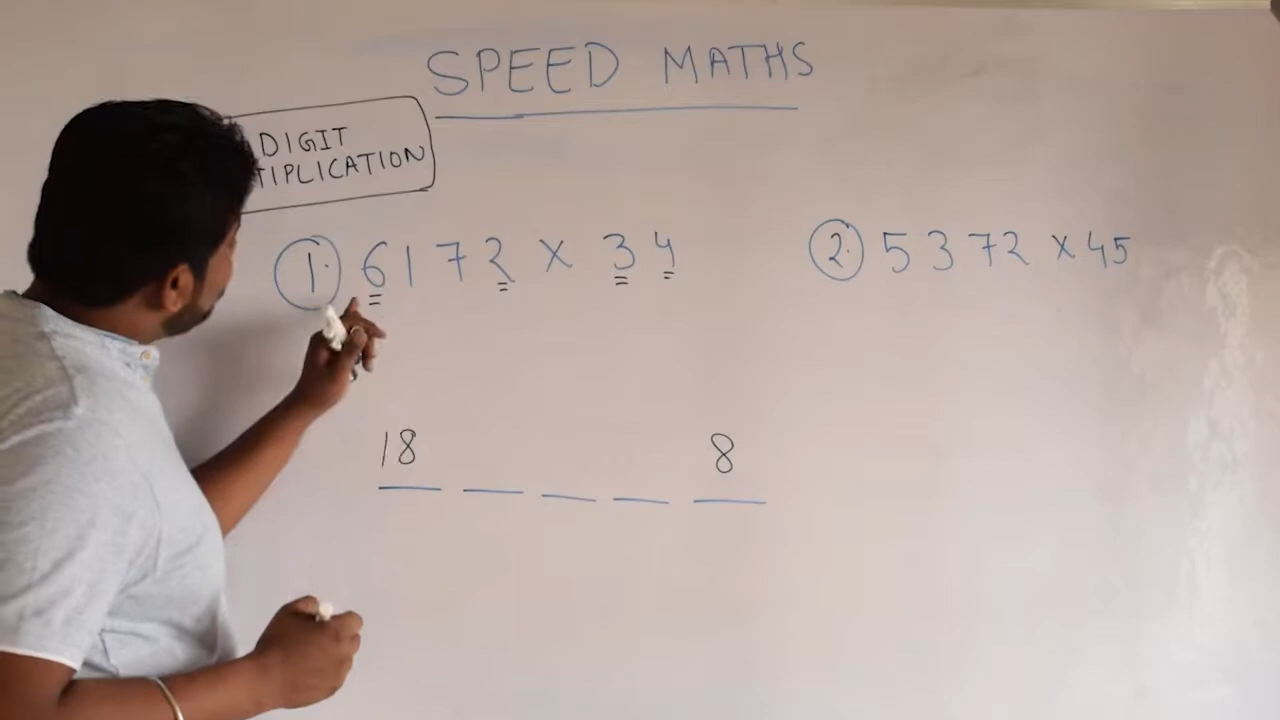 SPEED MATHS
DIGIT
TIPLICATION
1. 6172 x 34
2. 5372 x 45
18 8